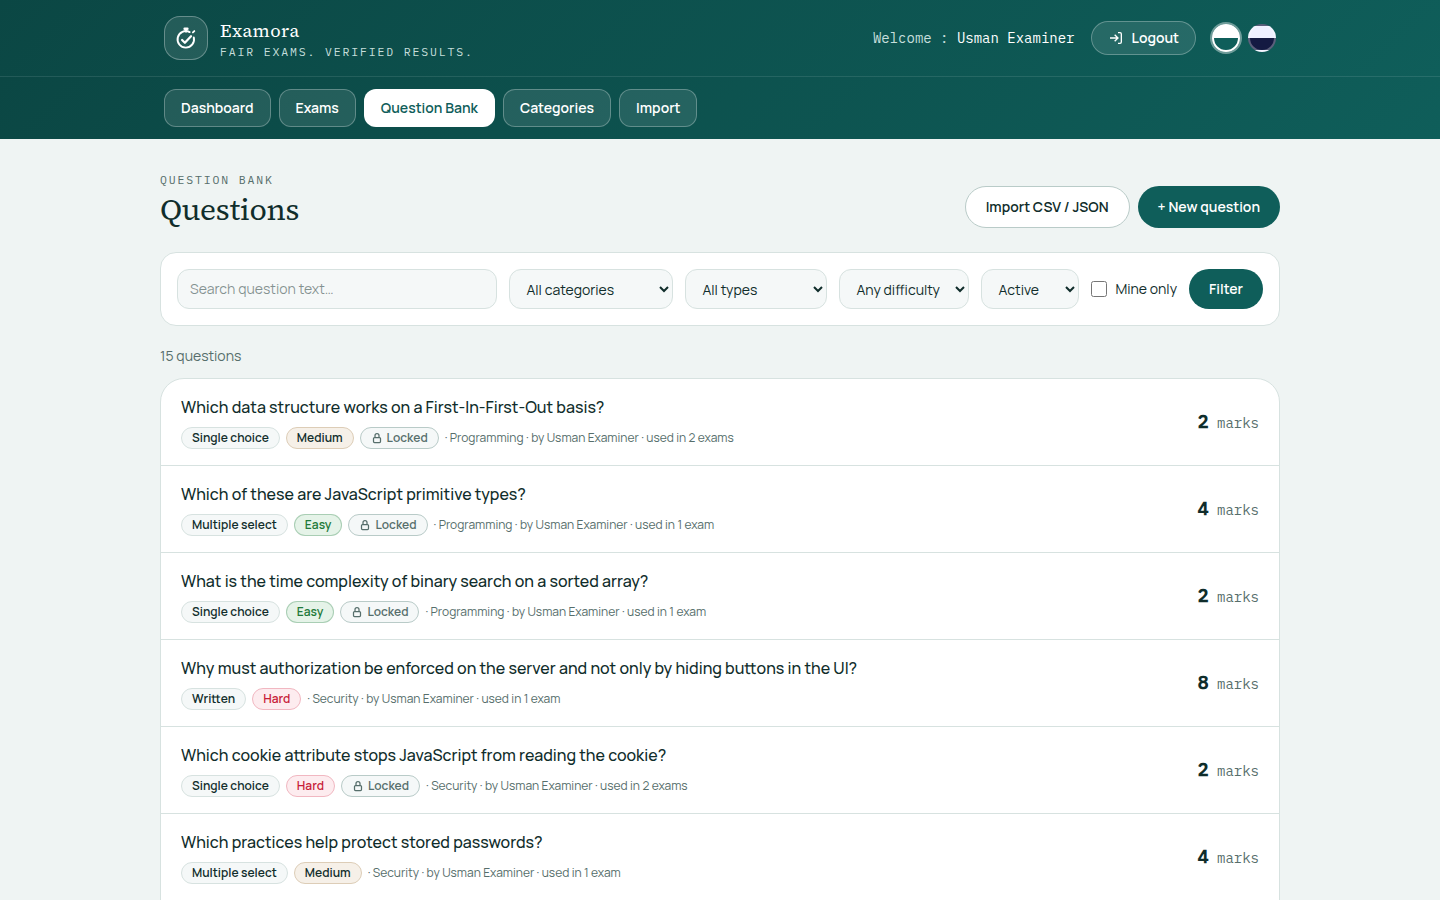 Examora
FAIR EXAMS. VERIFIED RESULTS.
Welcome : Usman Examiner
Logout
Dashboard
Exams
Question Bank
Categories
Import
QUESTION BANK
Questions
Import CSV / JSON
+ New question
Search question text...
All categories
All types
Any difficulty
Active
Mine only
Filter
15 questions
Which data structure works on a First-In-First-Out basis?
Single choice Medium Locked · Programming · by Usman Examiner · used in 2 exams
2 marks
Which of these are JavaScript primitive types?
Multiple select Easy Locked · Programming · by Usman Examiner · used in 1 exam
4 marks
What is the time complexity of binary search on a sorted array?
Single choice Easy Locked · Programming · by Usman Examiner · used in 1 exam
2 marks
Why must authorization be enforced on the server and not only by hiding buttons in the UI?
Written Hard · Security · by Usman Examiner · used in 1 exam
8 marks
Which cookie attribute stops JavaScript from reading the cookie?
Single choice Hard Locked · Security · by Usman Examiner · used in 2 exams
2 marks
Which practices help protect stored passwords?
Multiple select Medium · Security · by Usman Examiner · used in 1 exam
4 marks